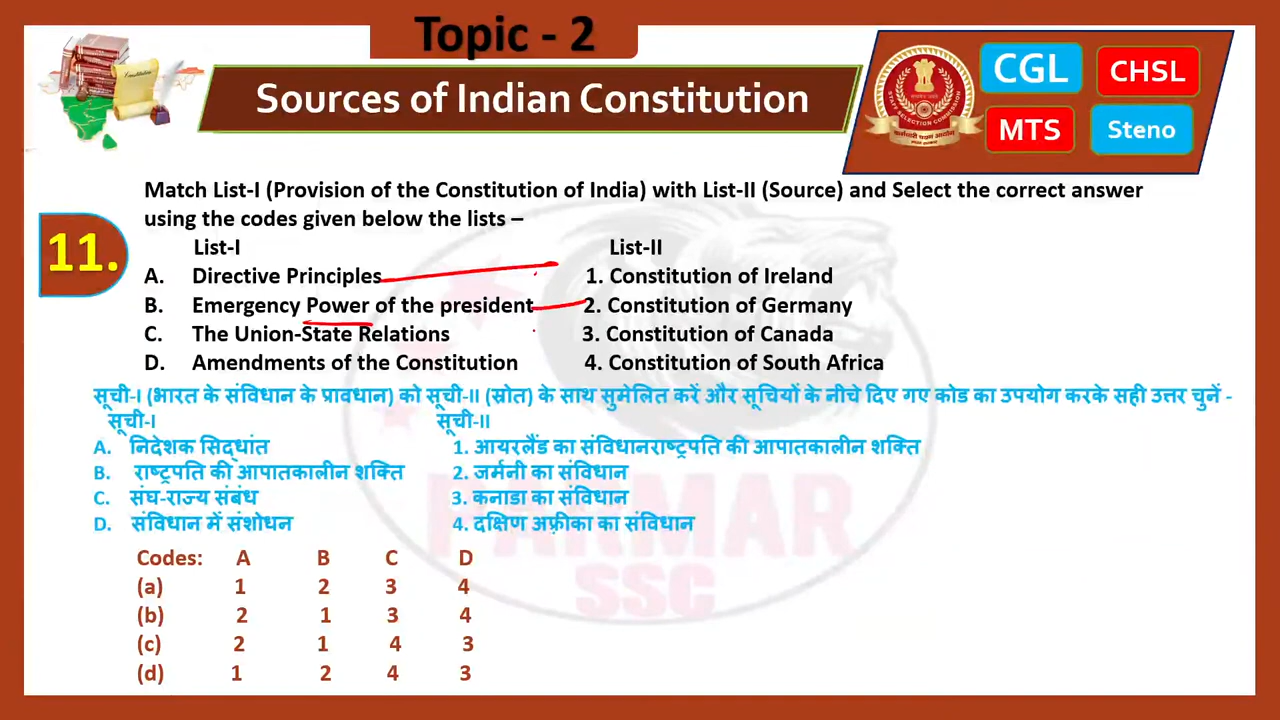 Topic - 2
Sources of Indian Constitution
CGL
CHSL
MTS
Steno
11.
Match List-I (Provision of the Constitution of India) with List-II (Source) and Select the correct answer
using the codes given below the lists –
List-I List-II
A. Directive Principles 1. Constitution of Ireland
B. Emergency Power of the president 2. Constitution of Germany
C. The Union-State Relations 3. Constitution of Canada
D. Amendments of the Constitution 4. Constitution of South Africa
सूची-I (भारत के संविधान के प्रावधान) को सूची-II (स्रोत) के साथ सुमेलित करें और सूचियों के नीचे दिए गए कोड का उपयोग करके सही उत्तर चुनें -
सूची-I सूची-II
A. निदेशक सिद्धांत 1. आयरलैंड का संविधानराष्ट्रपति की आपातकालीन शक्ति
B. राष्ट्रपति की आपातकालीन शक्ति 2. जर्मनी का संविधान
C. संघ-राज्य संबंध 3. कनाडा का संविधान
D. संविधान में संशोधन 4. दक्षिण अफ्रीका का संविधान
Codes: A B C D
(a) 1 2 3 4
(b) 2 1 3 4
(c) 2 1 4 3
(d) 1 2 4 3
PARMAR
SSC